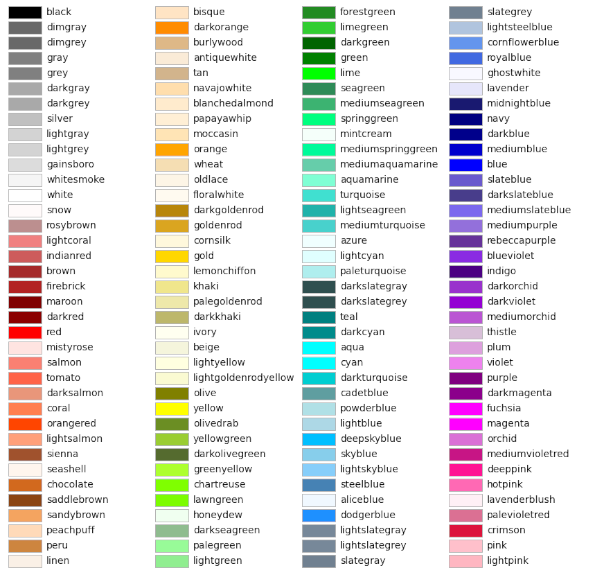 black
dimgray
dimgrey
gray
grey
darkgray
darkgrey
silver
lightgray
lightgrey
gainsboro
whitesmoke
white
snow
rosybrown
lightcoral
indianred
brown
firebrick
maroon
darkred
red
mistyrose
salmon
tomato
darksalmon
coral
orangered
lightsalmon
sienna
seashell
chocolate
saddlebrown
sandybrown
peachpuff
peru
linen
bisque
darkorange
burlywood
antiquewhite
tan
navajowhite
blanchedalmond
papayawhip
moccasin
orange
wheat
oldlace
floralwhite
darkgoldenrod
goldenrod
cornsilk
gold
lemonchiffon
khaki
palegoldenrod
darkkhaki
ivory
beige
lightyellow
lightgoldenrodyellow
olive
yellow
olivedrab
yellowgreen
darkolivegreen
greenyellow
chartreuse
lawngreen
honeydew
darkseagreen
palegreen
lightgreen
forestgreen
limegreen
darkgreen
green
lime
seagreen
mediumseagreen
springgreen
mintcream
mediumspringgreen
mediumaquamarine
aquamarine
turquoise
lightseagreen
mediumturquoise
azure
lightcyan
paleturquoise
darkslategray
darkslategrey
teal
darkcyan
aqua
cyan
darkturquoise
cadetblue
powderblue
lightblue
deepskyblue
skyblue
lightskyblue
steelblue
aliceblue
dodgerblue
lightslategray
lightslategrey
slategray
slategrey
lightsteelblue
cornflowerblue
royalblue
ghostwhite
lavender
midnightblue
navy
darkblue
mediumblue
blue
slateblue
darkslateblue
mediumslateblue
mediumpurple
rebeccapurple
blueviolet
indigo
darkorchid
darkviolet
mediumorchid
thistle
plum
violet
purple
darkmagenta
fuchsia
magenta
orchid
mediumvioletred
deeppink
hotpink
lavenderblush
palevioletred
crimson
pink
lightpink